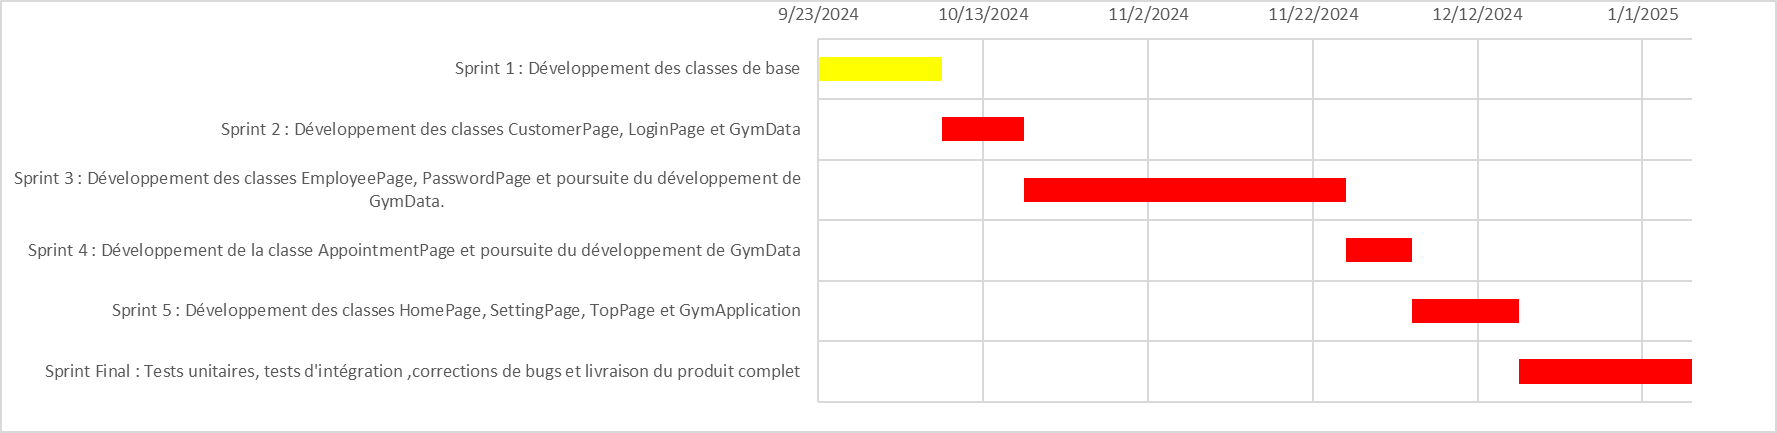 9/23/2024 10/13/2024 11/2/2024 11/22/2024 12/12/2024 1/1/2025
Sprint 1 : Développement des classes de base
Sprint 2 : Développement des classes CustomerPage, LoginPage et GymData
Sprint 3 : Développement des classes EmployeePage, PasswordPage et poursuite du développement de
GymData.
Sprint 4 : Développement de la classe AppointmentPage et poursuite du développement de GymData
Sprint 5 : Développement des classes HomePage, SettingPage, TopPage et GymApplication
Sprint Final : Tests unitaires, tests d'intégration ,corrections de bugs et livraison du produit complet